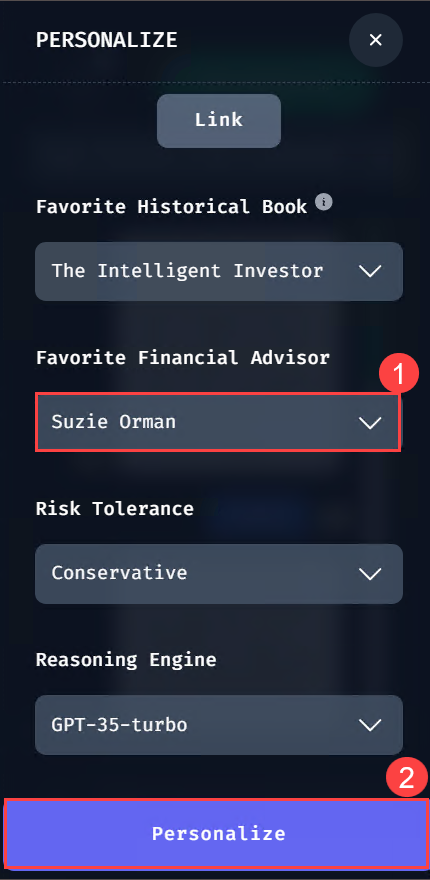 PERSONALIZE
Link
Favorite Historical Book
The Intelligent Investor
Favorite Financial Advisor
1
Suzie Orman
Risk Tolerance
Conservative
Reasoning Engine
GPT-35-turbo
2
Personalize